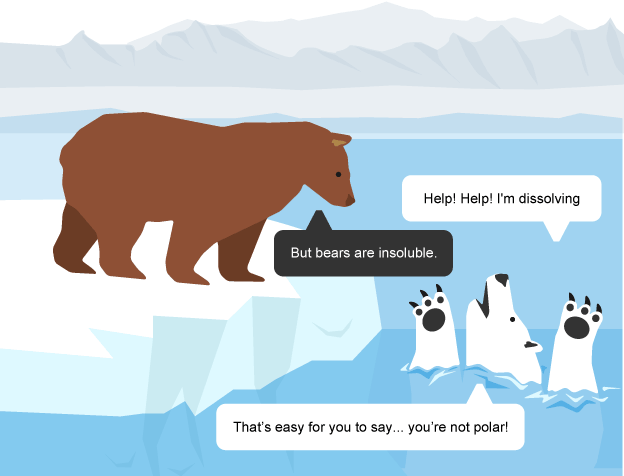 Help! Help! I'm dissolving
But bears are insoluble.
That's easy for you to say... you're not polar!